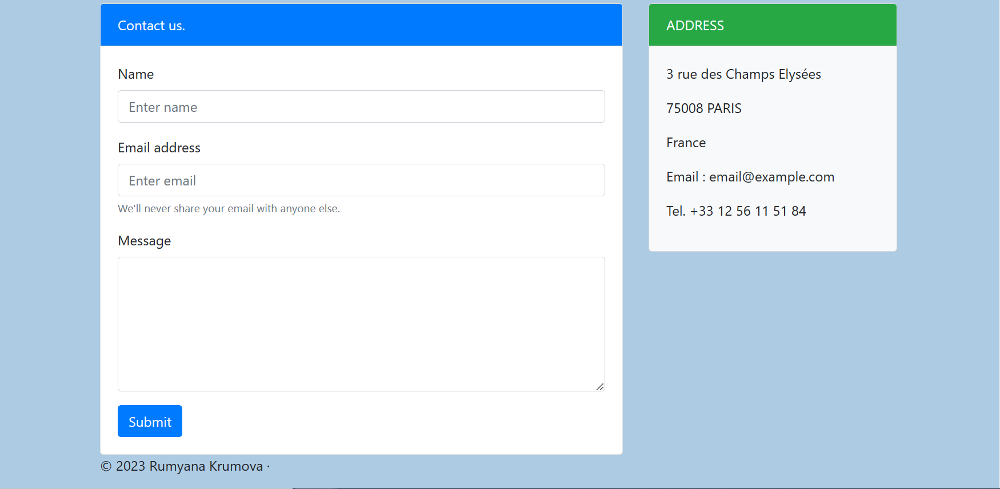 Contact us.
Name
Enter name
Email address
Enter email
We'll never share your email with anyone else.
Message
Submit
ADDRESS
3 rue des Champs Elysées
75008 PARIS
France
Email : email@example.com
Tel. +33 12 56 11 51 84
© 2023 Rumyana Krumova ·